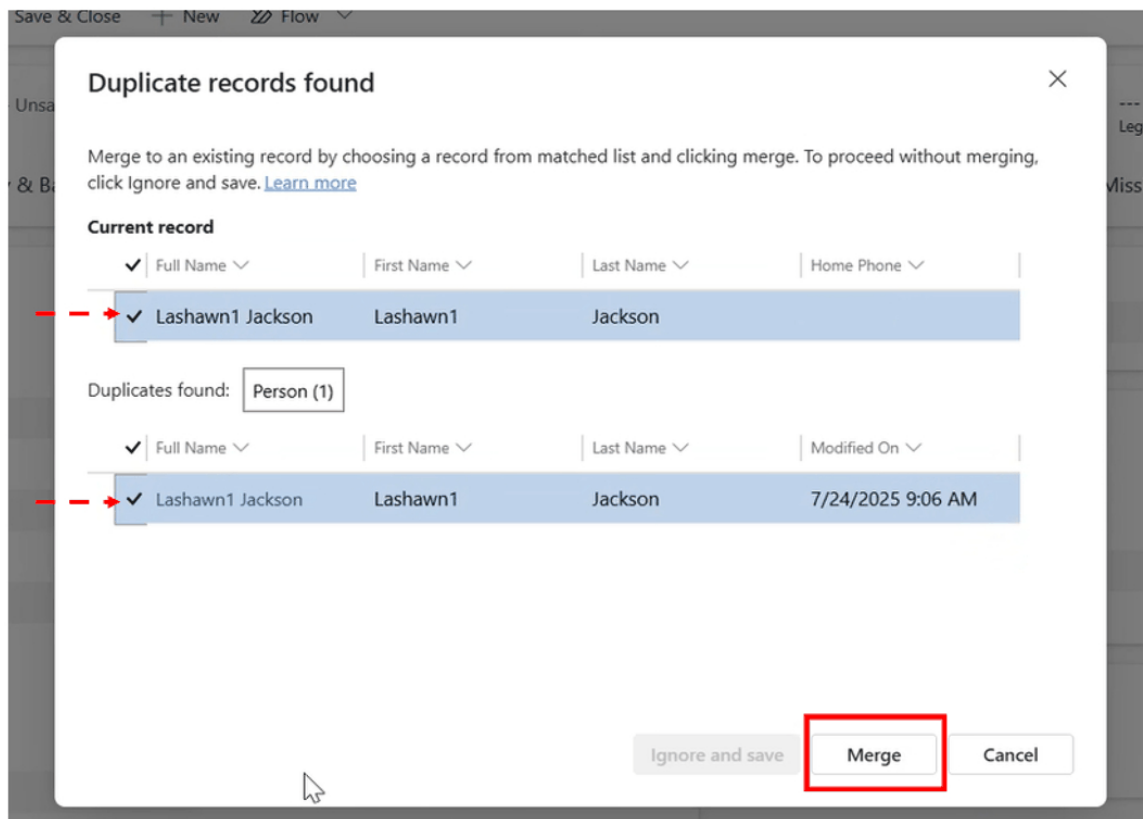 Save & Close + New Flow
Duplicate records found
Unsa
---
Leg
Merge to an existing record by choosing a record from matched list and clicking merge. To proceed without merging,
& Ba
click Ignore and save. Learn more
Miss
Current record
Full Name First Name Last Name Home Phone
Lashawn1 Jackson Lashawn1 Jackson
Duplicates found: Person (1)
Full Name First Name Last Name Modified On
Lashawn1 Jackson Lashawn1 Jackson 7/24/2025 9:06 AM
Ignore and save Merge Cancel